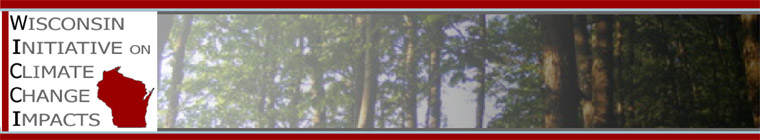 WISCONSIN
INITIATIVE ON
CLIMATE
CHANGE
IMPACTS